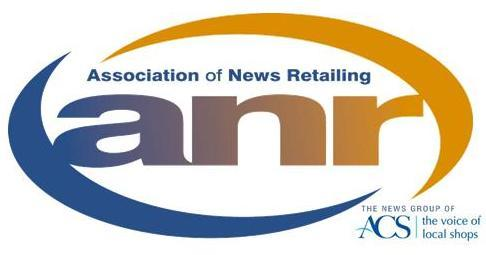 Association of News Retailing
anr
THE NEWS GROUP OF
ACS the voice of
local shops